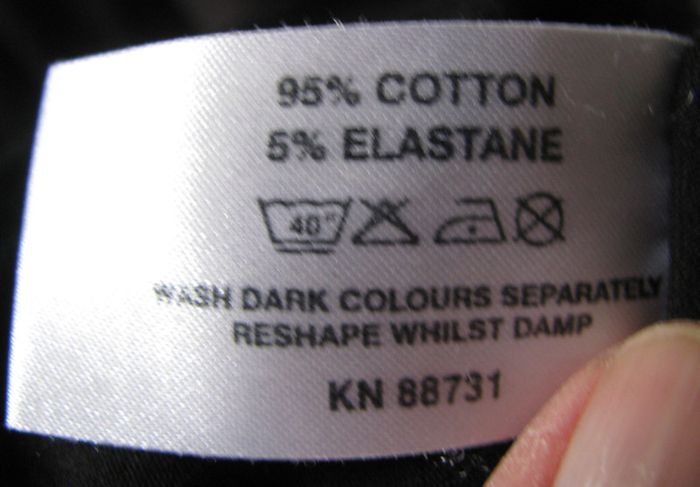 95% COTTON
5% ELASTANE
40°
WASH DARK COLOURS SEPARATELY
RESHAPE WHILST DAMP
KN 88731